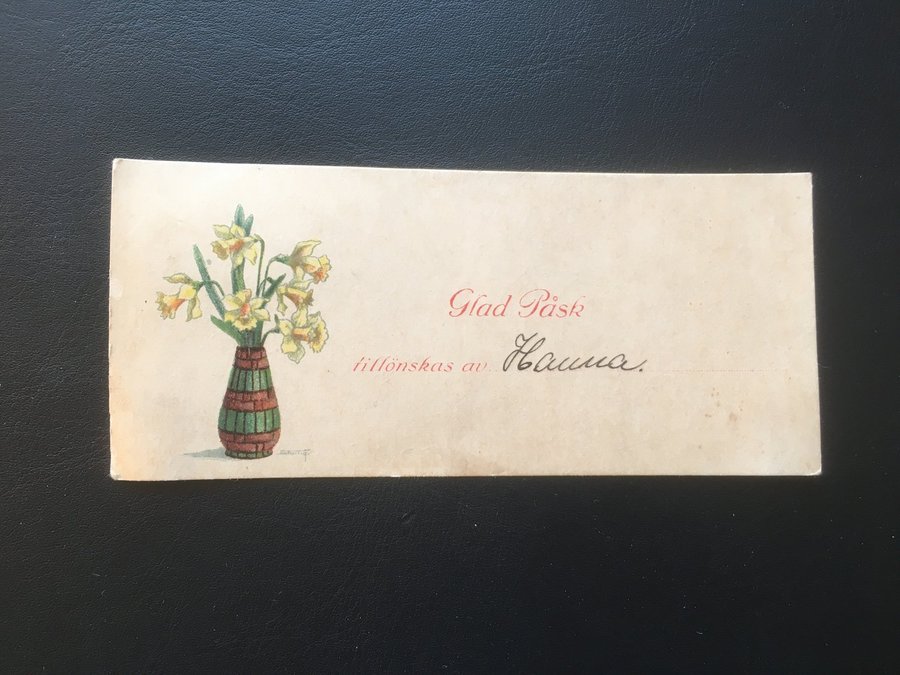 Glad Påsk
tillönskas av Hanna.